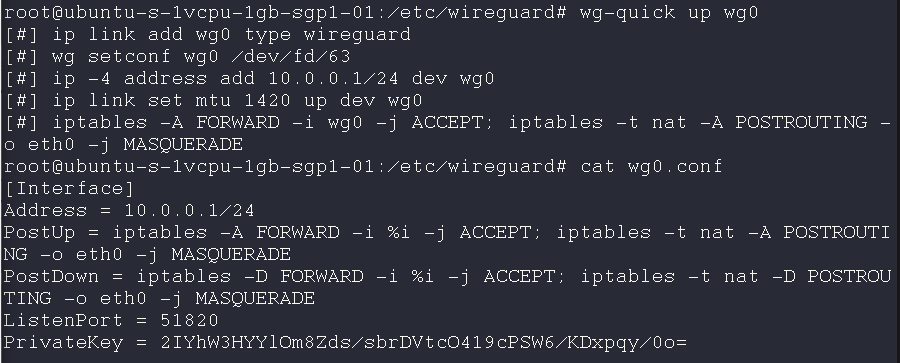 root@ubuntu-s-1vcpu-1gb-sgp1-01:/etc/wireguard# wg-quick up wg0
[#] ip link add wg0 type wireguard
[#] wg setconf wg0 /dev/fd/63
[#] ip -4 address add 10.0.0.1/24 dev wg0
[#] ip link set mtu 1420 up dev wg0
[#] iptables -A FORWARD -i wg0 -j ACCEPT; iptables -t nat -A POSTROUTING -
o eth0 -j MASQUERADE
root@ubuntu-s-1vcpu-1gb-sgp1-01:/etc/wireguard# cat wg0.conf
[Interface]
Address = 10.0.0.1/24
PostUp = iptables -A FORWARD -i %i -j ACCEPT; iptables -t nat -A POSTROUTI
NG -o eth0 -j MASQUERADE
PostDown = iptables -D FORWARD -i %i -j ACCEPT; iptables -t nat -D POSTROU
TING -o eth0 -j MASQUERADE
ListenPort = 51820
PrivateKey = 2IYhW3HYYlOm8Zds/sbrDVtcO419cPSW6/KDxpqy/0o=